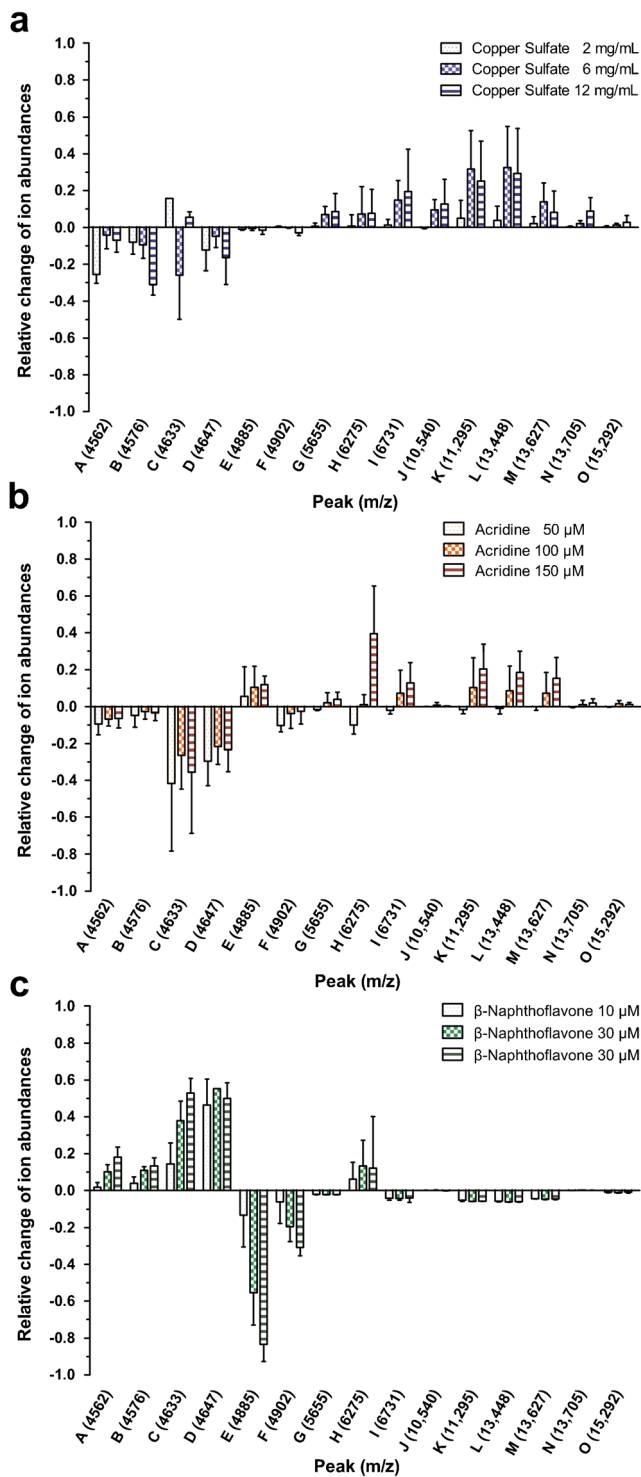 a
Copper Sulfate 2 mg/mL
Copper Sulfate 6 mg/mL
Copper Sulfate 12 mg/mL
Relative change of ion abundances
1.0
0.8
0.6
0.4
0.2
0.0
-0.2
-0.4
-0.6
-0.8
-1.0
A (4562)
B (4576)
C (4633)
D (4647)
E (4885)
F (4902)
G (5655)
H (6275)
I (6731)
J (10,540)
K (11,295)
L (13,448)
M (13,627)
N (13,705)
O (15,292)
Peak (m/z)
b
Acridine 50 µM
Acridine 100 µM
Acridine 150 µM
Relative change of ion abundances
1.0
0.8
0.6
0.4
0.2
0.0
-0.2
-0.4
-0.6
-0.8
-1.0
A (4562)
B (4576)
C (4633)
D (4647)
E (4885)
F (4902)
G (5655)
H (6275)
I (6731)
J (10,540)
K (11,295)
L (13,448)
M (13,627)
N (13,705)
O (15,292)
Peak (m/z)
c
β-Naphthoflavone 10 µM
β-Naphthoflavone 30 µM
β-Naphthoflavone 30 µM
Relative change of ion abundances
1.0
0.8
0.6
0.4
0.2
0.0
-0.2
-0.4
-0.6
-0.8
-1.0
A (4562)
B (4576)
C (4633)
D (4647)
E (4885)
F (4902)
G (5655)
H (6275)
I (6731)
J (10,540)
K (11,295)
L (13,448)
M (13,627)
N (13,705)
O (15,292)
Peak (m/z)